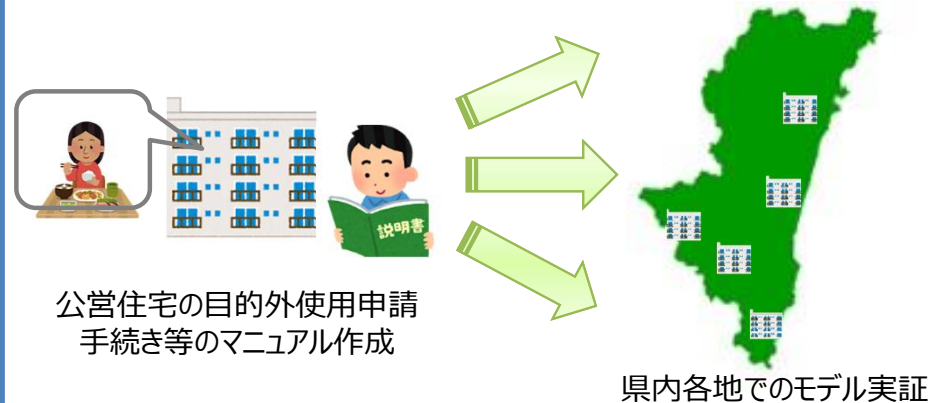 説明書
公営住宅の目的外使用申請
手続き等のマニュアル作成
県内各地でのモデル実証